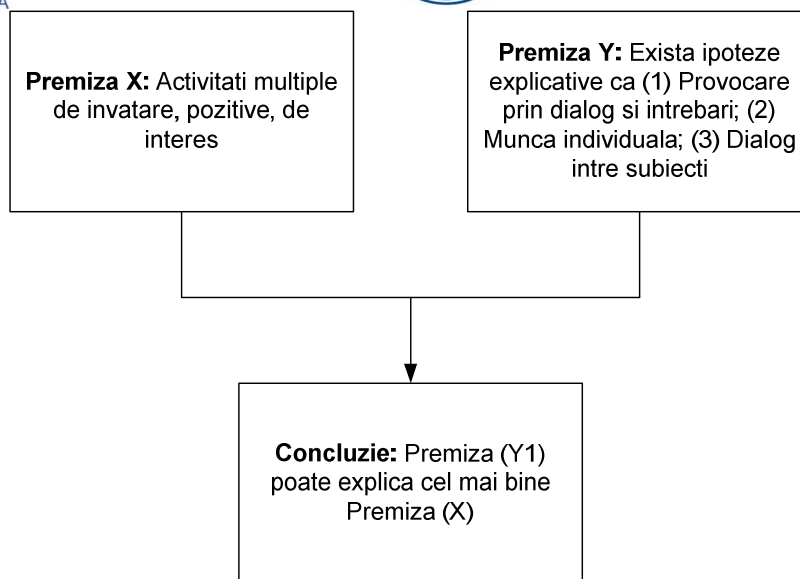 Premiza X: Activitati multiple
de invatare, pozitive, de
interes
Premiza Y: Exista ipoteze
explicative ca (1) Provocare
prin dialog si intrebari; (2)
Munca individuala; (3) Dialog
intre subiecti
Concluzie: Premiza (Y1)
poate explica cel mai bine
Premiza (X)